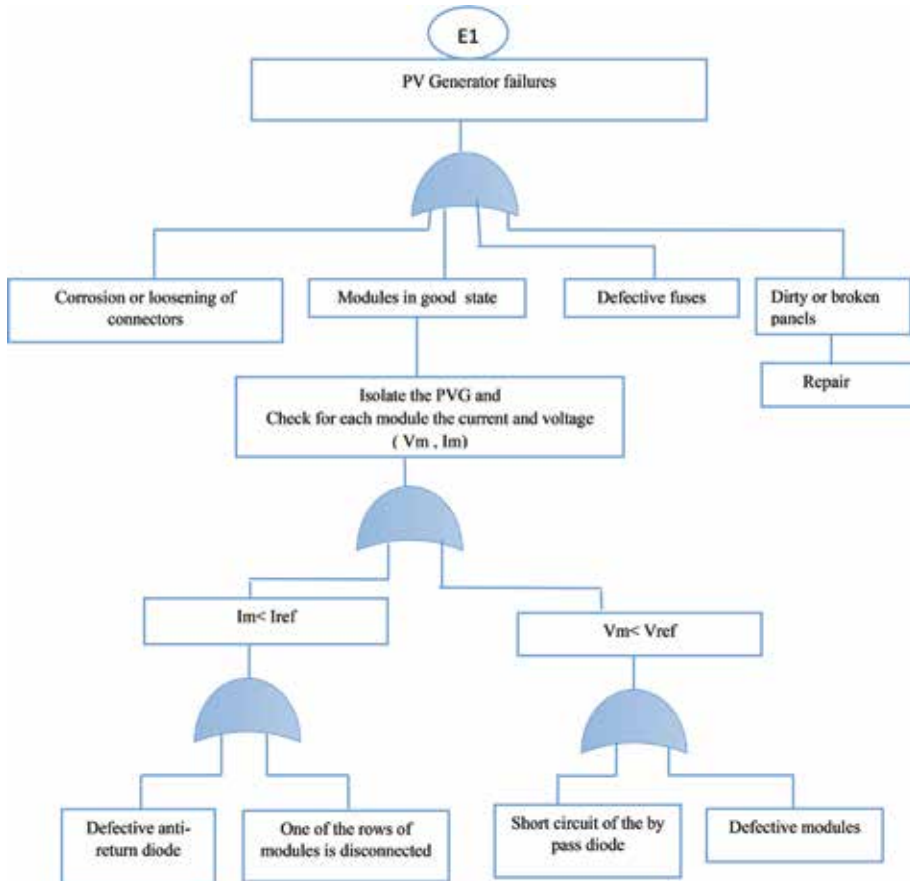 E1
PV Generator failures
Corrosion or loosening of
connectors
Modules in good state
Defective fuses
Dirty or broken
panels
Repair
Isolate the PVG and
Check for each module the current and voltage
( Vm , Im)
Im< Iref
Vm< Vref
Defective anti-
return diode
One of the rows of
modules is disconnected
Short circuit of the by
pass diode
Defective modules